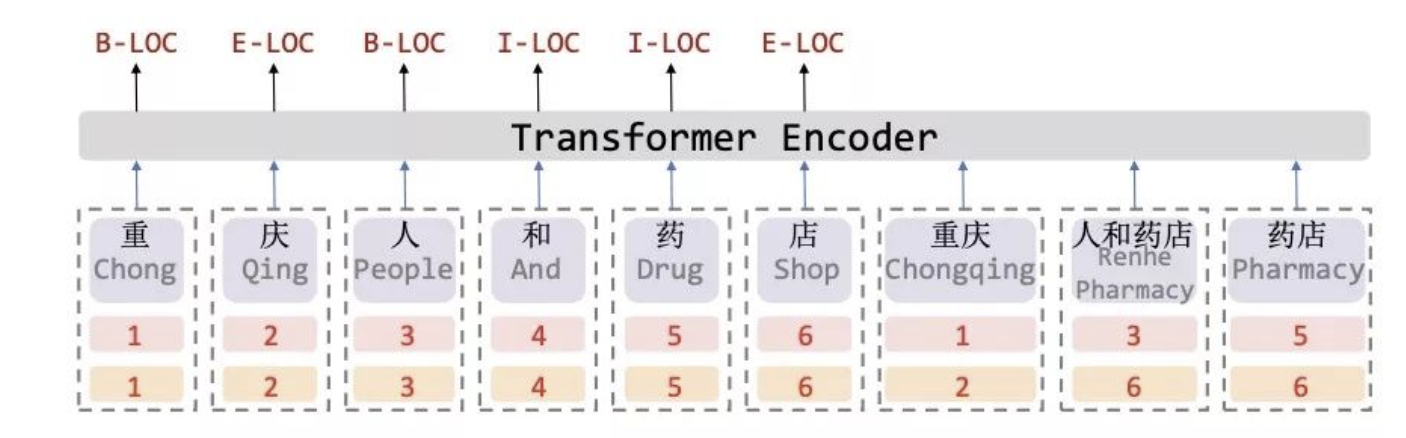 B-LOC E-LOC B-LOC I-LOC I-LOC E-LOC
Transformer Encoder
重 庆 人 和 药 店 重庆 人和药店 药店
Chong Qing People And Drug Shop Chongqing Renhe Pharmacy Pharmacy
1 2 3 4 5 6 1 3 5
1 2 3 4 5 6 2 6 6